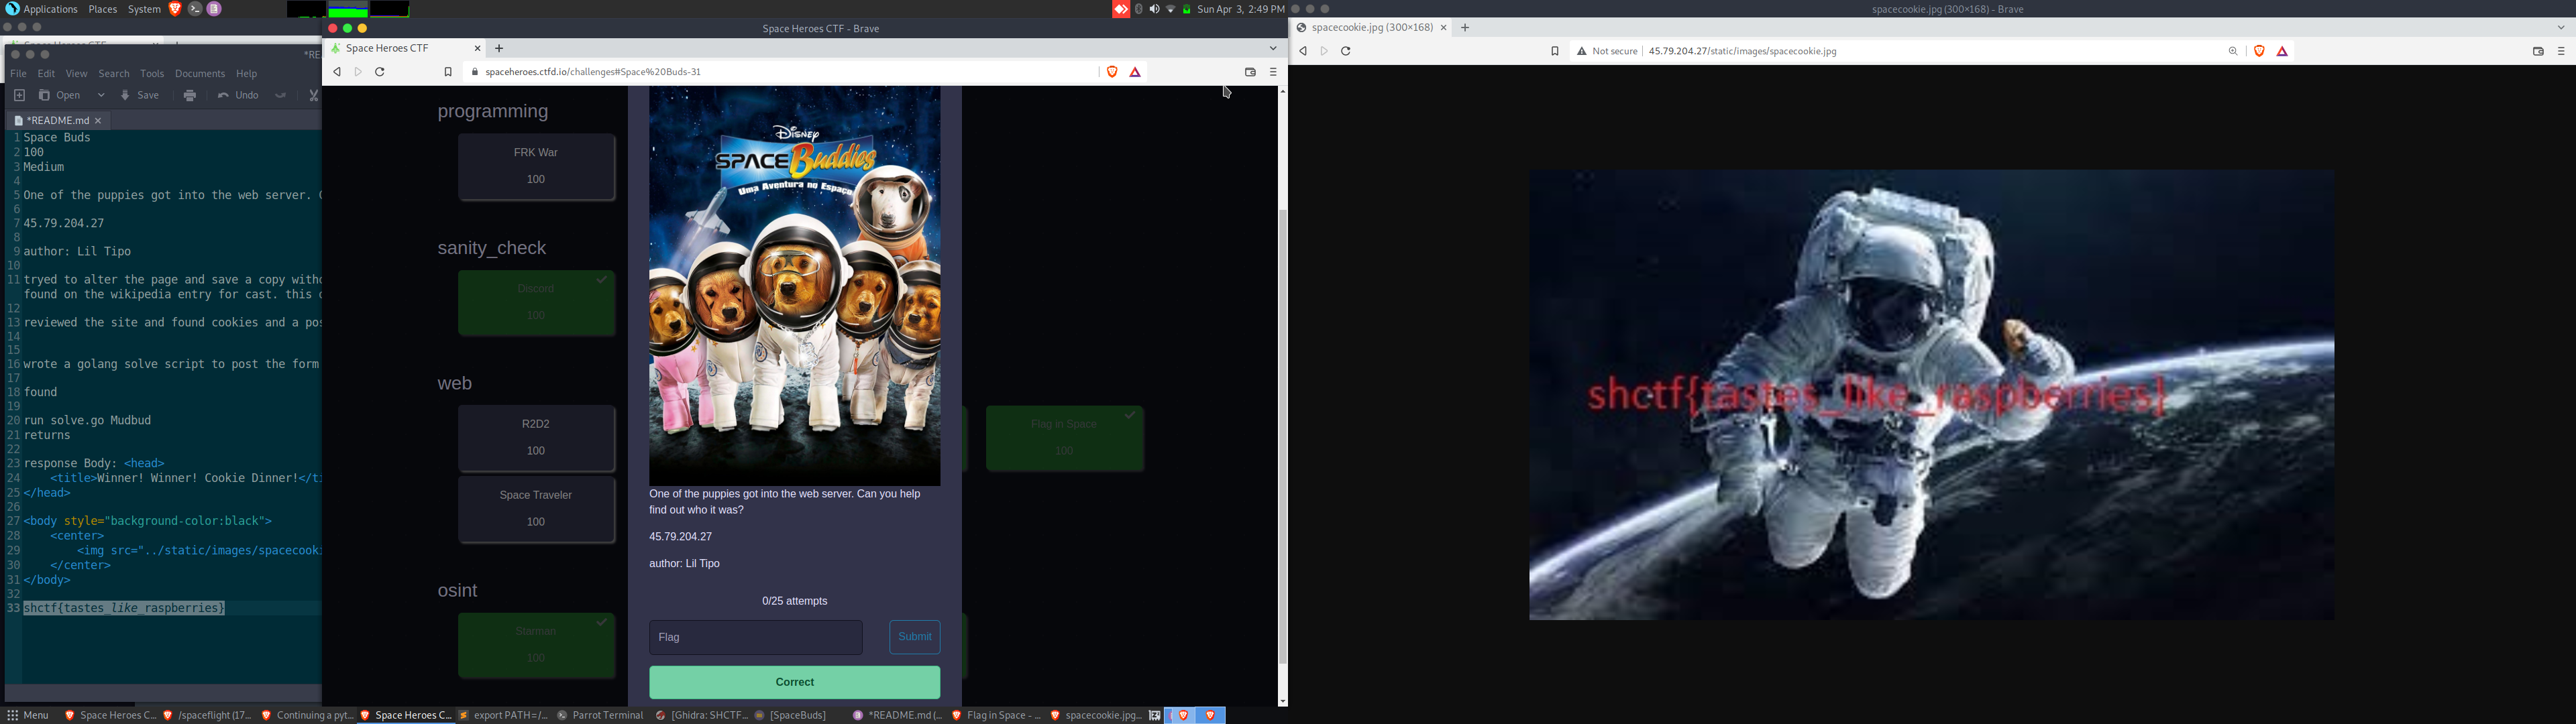 Applications Places System
Sun Apr 3, 2:49 PM
spacecookie.jpg (300×168) - Brave
Space Heroes CTF - Brave
Space Heroes CTF
spacecookie.jpg (300×168)
File Edit View Search Tools Documents Help
spaceheroes.ctfd.io/challenges#Space%20Buds-31
Not secure 45.79.204.27/static/images/spacecookie.jpg
Open Save Undo
*README.md
1 Space Buds
2 100
3 Medium
4
5 One of the puppies got into the web server.
6
7 45.79.204.27
8
9 author: Lil Tipo
10
11 tryed to alter the page and save a copy
found on the wikipedia entry for cast. this
12
13 reviewed the site and found cookies and a
14
15
16 wrote a golang solve script to post the form
17
18 found
19
20 run solve.go Mudbud
21 returns
22
23 response Body: <head>
24 <title>Winner! Winner! Cookie Dinner!</ti
25 </head>
26
27 <body style="background-color:black">
28 <center>
29 <img src="../static/images/spacecooki
30 </center>
31 </body>
32
33 shctf{tastes_like_raspberries}
programming
FRK War
100
sanity_check
Discord
100
web
R2D2
100
Space Traveler
100
Flag in Space
100
osint
Starman
100
Disney
SPACE Buddies
Uma Aventura no Espaço
One of the puppies got into the web server. Can you help
find out who it was?
45.79.204.27
author: Lil Tipo
0/25 attempts
Flag
Submit
Correct
shctf{tastes_like_raspberries}
Menu Space Heroes C... /spaceflight (17... Continuing a pyt... Space Heroes C... export PATH=/... Parrot Terminal [Ghidra: SHCTF... [SpaceBuds] *README.md (... Flag in Space - ... spacecookie.jpg...